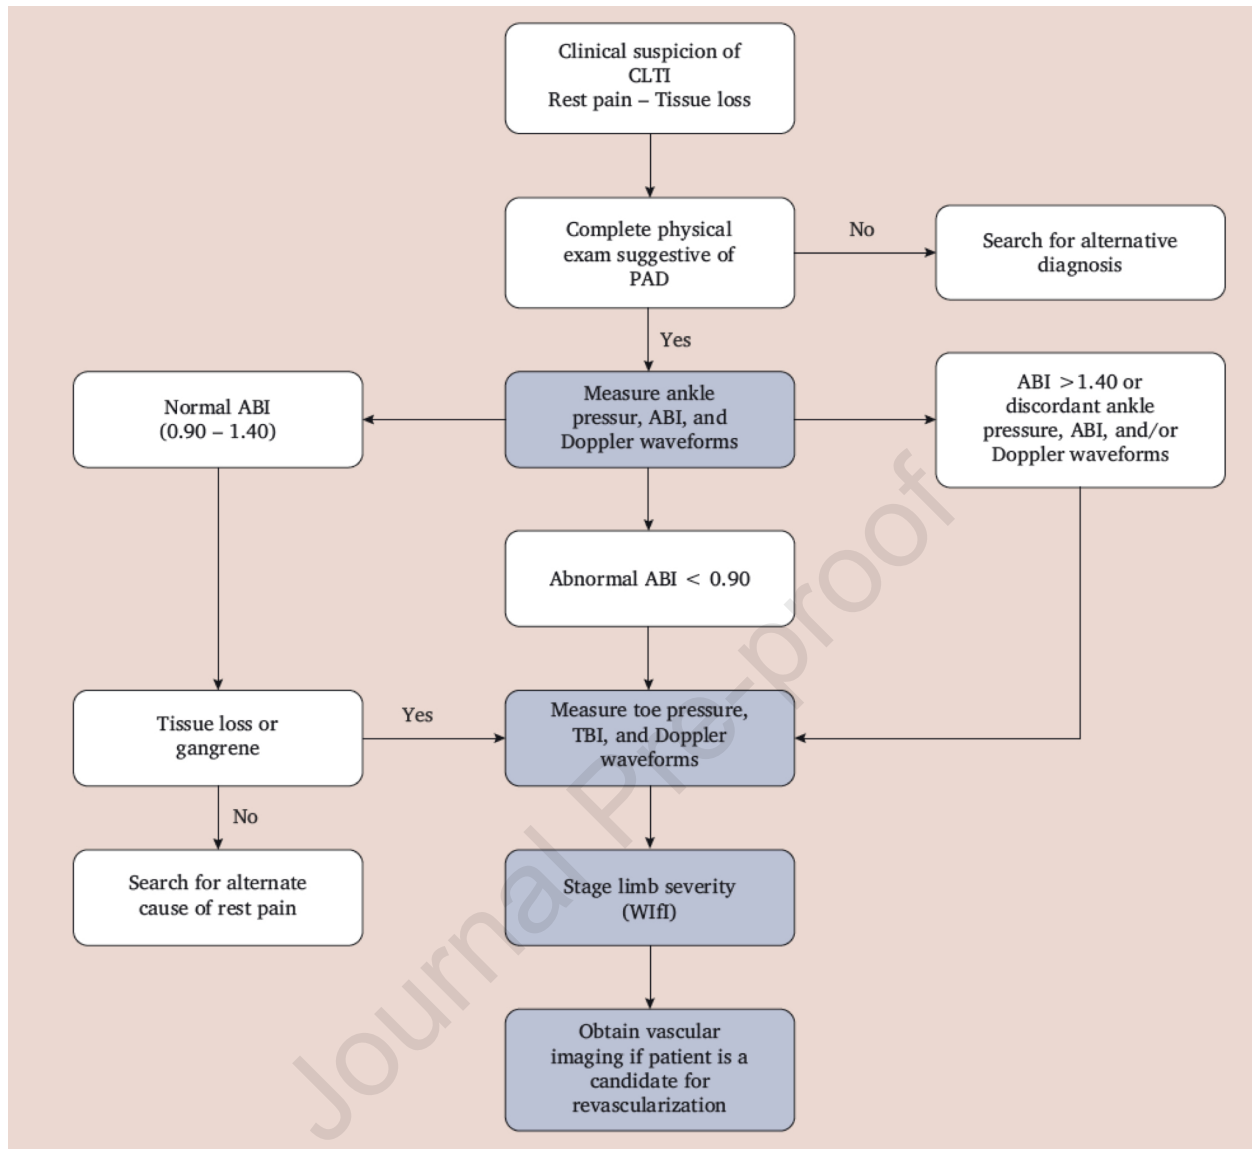 Clinical suspicion of
CLTI
Rest pain – Tissue loss
Complete physical
exam suggestive of
PAD
No
Search for alternative
diagnosis
Yes
Normal ABI
(0.90 – 1.40)
Measure ankle
pressur, ABI, and
Doppler waveforms
ABI >1.40 or
discordant ankle
pressure, ABI, and/or
Doppler waveforms
Abnormal ABI < 0.90
Tissue loss or
gangrene
Yes
Measure toe pressure,
TBI, and Doppler
waveforms
No
Search for alternate
cause of rest pain
Stage limb severity
(WIfI)
Obtain vascular
imaging if patient is a
candidate for
revascularization
Journal Pre-proof